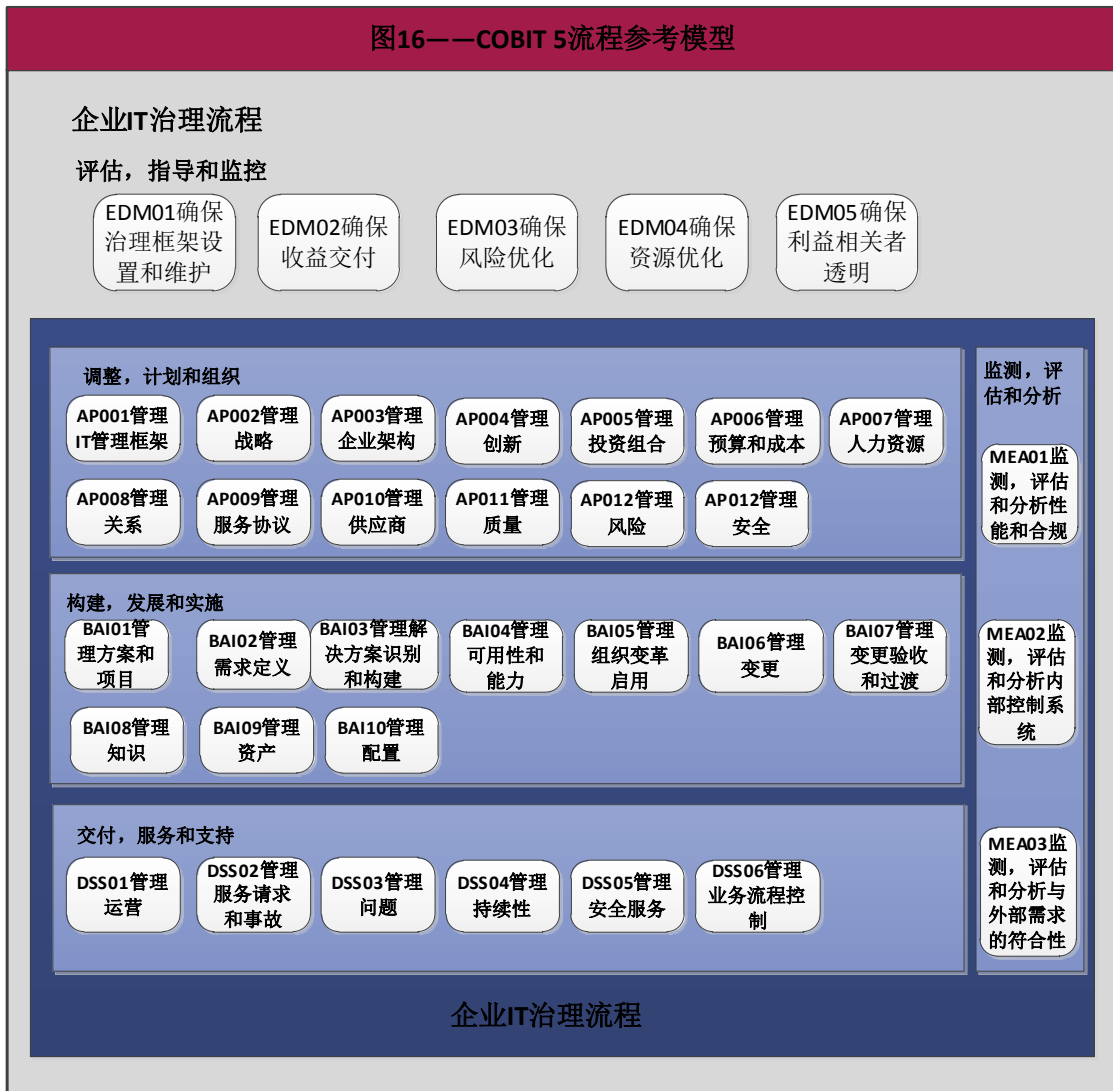 图16——COBIT 5流程参考模型
企业IT治理流程
评估，指导和监控
EDM01确保
治理框架设
置和维护
EDM02确保
收益交付
EDM03确保
风险优化
EDM04确保
资源优化
EDM05确保
利益相关者
透明
调整，计划和组织
AP001管理
IT管理框架
AP002管理
战略
AP003管理
企业架构
AP004管理
创新
AP005管理
投资组合
AP006管理
预算和成本
AP007管理
人力资源
AP008管理
关系
AP009管理
服务协议
AP010管理
供应商
AP011管理
质量
AP012管理
风险
AP012管理
安全
构建，发展和实施
BAI01管
理方案和
项目
BAI02管理
需求定义
BAI03管理解
决方案识别
和构建
BAI04管理
可用性和
能力
BAI05管理
组织变革
启用
BAI06管理
变更
BAI07管理
变更验收
和过渡
BAI08管理
知识
BAI09管理
资产
BAI10管理
配置
交付，服务和支持
DSS01管理
运营
DSS02管理
服务请求
和事故
DSS03管理
问题
DSS04管理
持续性
DSS05管理
安全服务
DSS06管理
业务流程控
制
监测，评
估和分析
MEA01监
测，评估
和分析性
能和合规
MEA02监
测，评估
和分析内
部控制系
统
MEA03监
测，评估
和分析与
外部需求
的符合性
企业IT治理流程